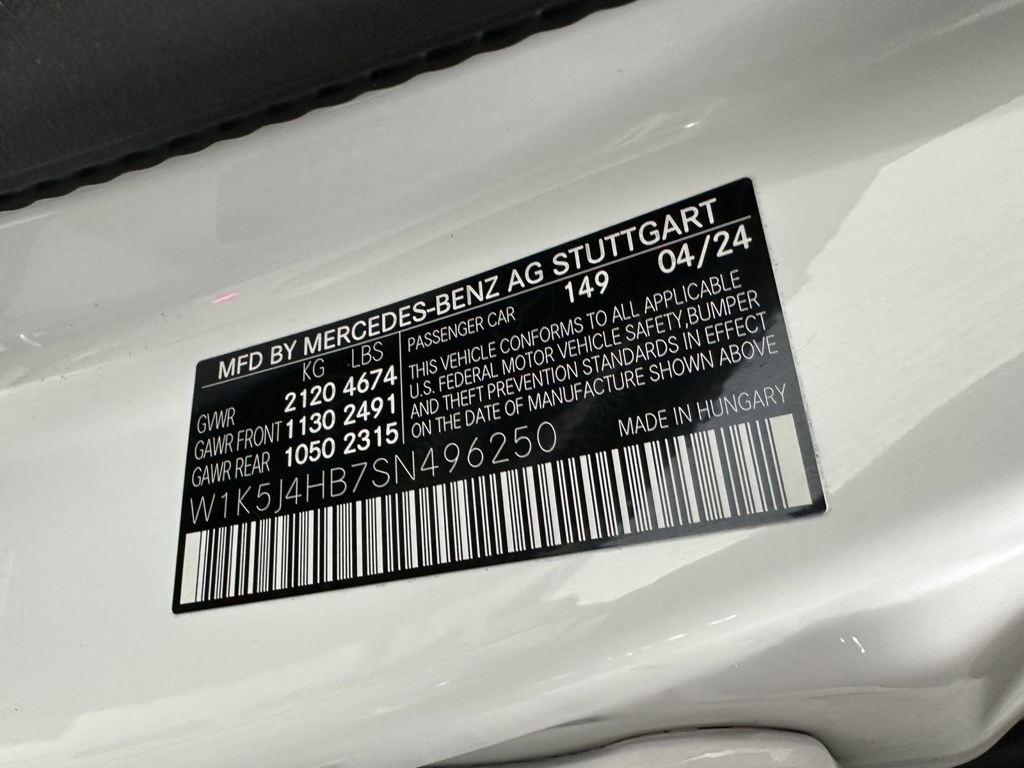 MFD BY MERCEDES-BENZ AG STUTTGART
KG LBS
GVWR 2120 4674
GAWR FRONT 1130 2491
GAWR REAR 1050 2315
149 04/24
PASSENGER CAR
THIS VEHICLE CONFORMS TO ALL APPLICABLE
U.S. FEDERAL MOTOR VEHICLE SAFETY,BUMPER
AND THEFT PREVENTION STANDARDS IN EFFECT
ON THE DATE OF MANUFACTURE SHOWN ABOVE
W1K5J4HB7SN496250
MADE IN HUNGARY